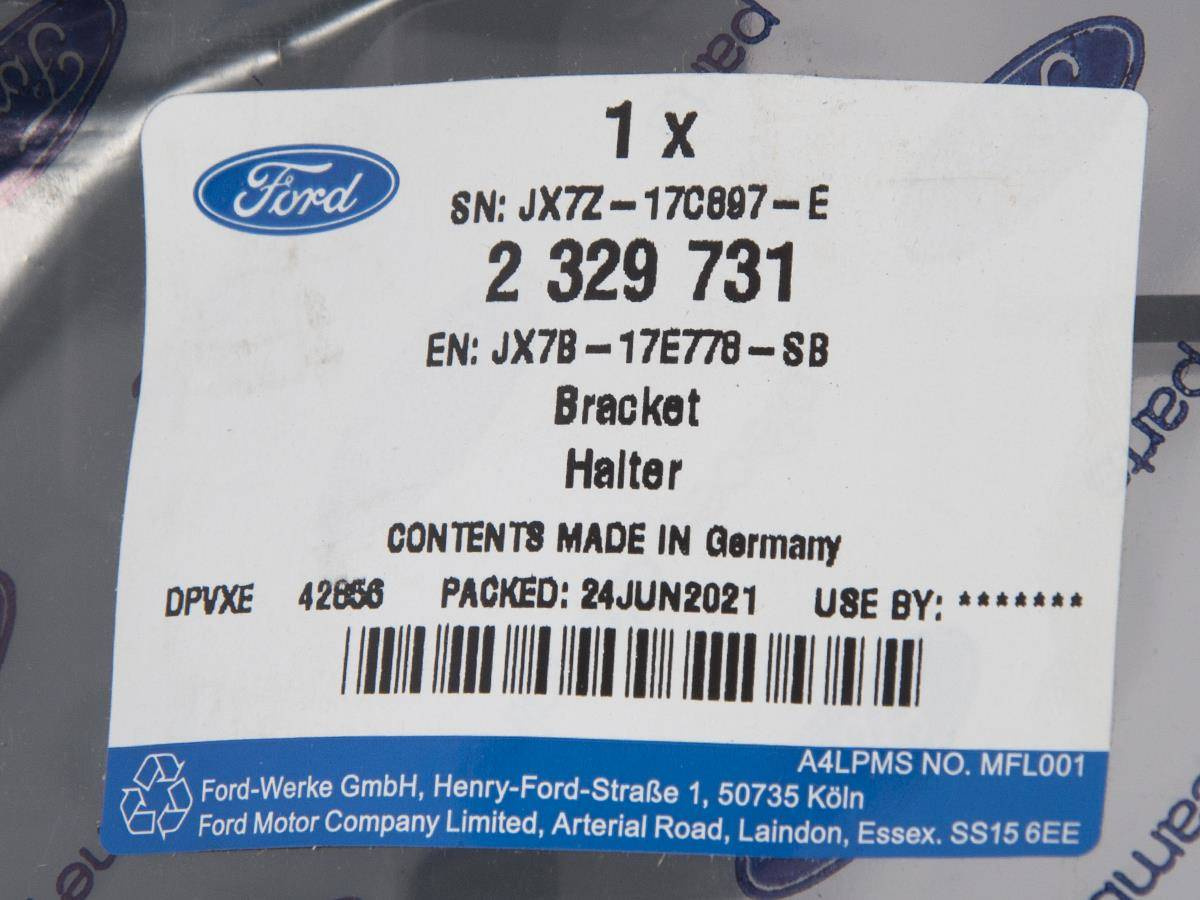 1 x
Ford
SN: JX7Z-17C897-E
2 329 731
EN: JX7B-17E778-SB
Bracket
Halter
CONTENTS MADE IN Germany
DPVXE 42856 PACKED: 24JUN2021 USE BY: *******
A4LPMS NO. MFL001
Ford-Werke GmbH, Henry-Ford-Straße 1, 50735 Köln
Ford Motor Company Limited, Arterial Road, Laindon, Essex. SS15 6EE